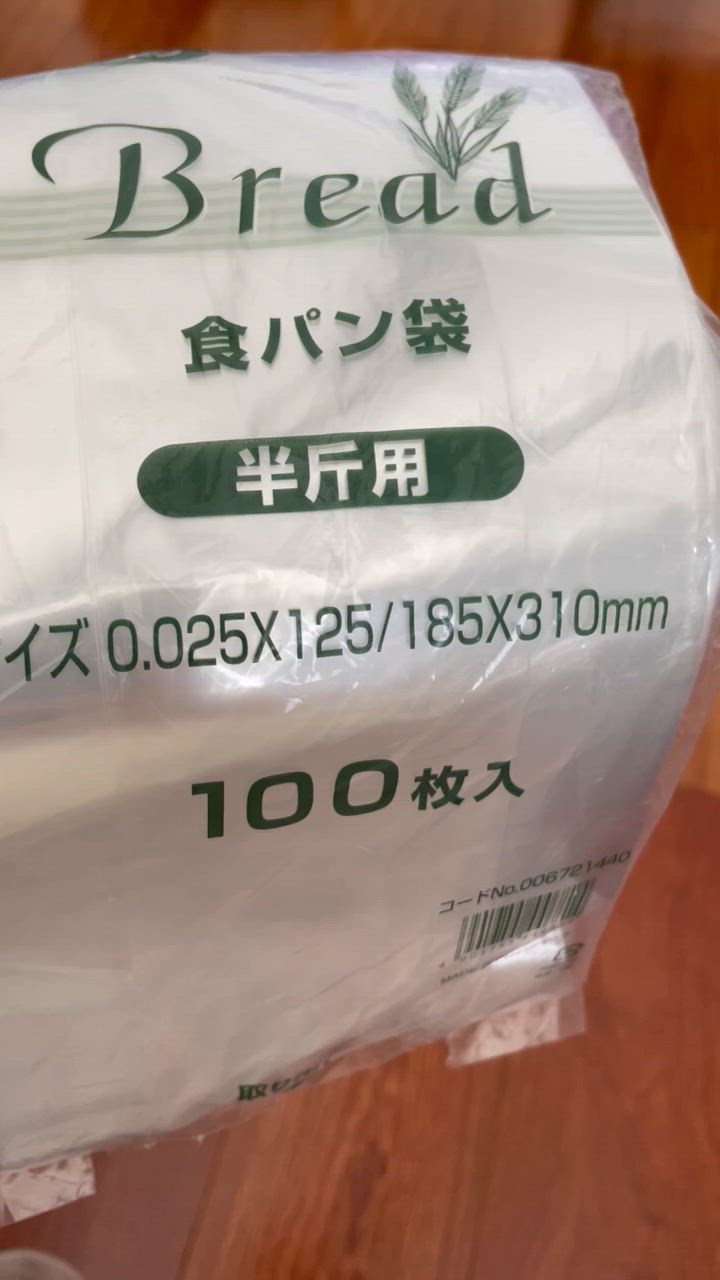 Bread
食パン袋
半斤用
イズ 0.025X125/185X310mm
100枚入
コードNo.006721440